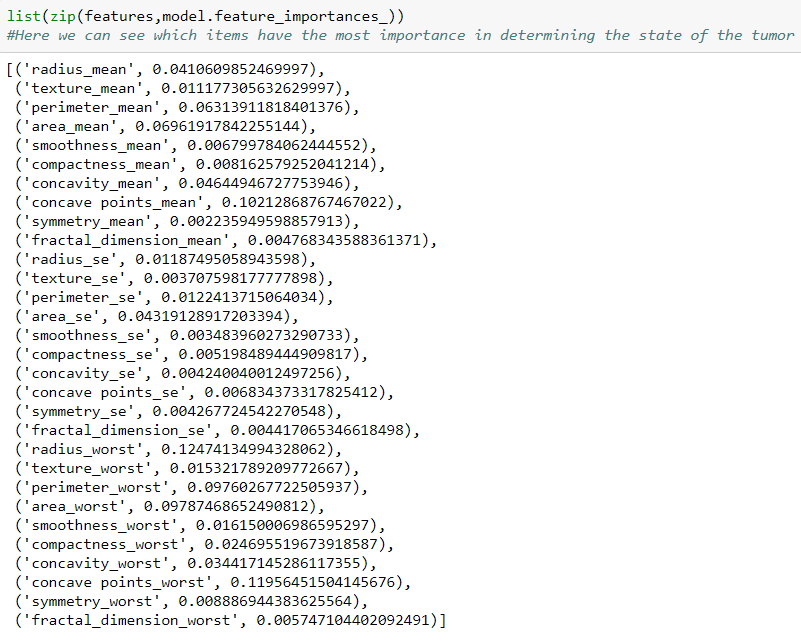 list(zip(features,model.feature_importances_))
#Here we can see which items have the most importance in determining the state of the tumor
[('radius_mean', 0.0410609852469997),
('texture_mean', 0.011177305632629997),
('perimeter_mean', 0.06313911818401376),
('area_mean', 0.06961917842255144),
('smoothness_mean', 0.006799784062444552),
('compactness_mean', 0.008162579252041214),
('concavity_mean', 0.04644946727753946),
('concave points_mean', 0.10212868767467022),
('symmetry_mean', 0.002235949598857913),
('fractal_dimension_mean', 0.004768343588361371),
('radius_se', 0.01187495058943598),
('texture_se', 0.003707598177777898),
('perimeter_se', 0.0122413715064034),
('area_se', 0.04319128917203394),
('smoothness_se', 0.003483960273290733),
('compactness_se', 0.005198489444909817),
('concavity_se', 0.004240040012497256),
('concave points_se', 0.006834373317825412),
('symmetry_se', 0.004267724542270548),
('fractal_dimension_se', 0.004417065346618498),
('radius_worst', 0.12474134994328062),
('texture_worst', 0.015321789209772667),
('perimeter_worst', 0.09760267722505937),
('area_worst', 0.09787468652490812),
('smoothness_worst', 0.016150006986595297),
('compactness_worst', 0.024695519673918587),
('concavity_worst', 0.034417145286117355),
('concave points_worst', 0.11956451504145676),
('symmetry_worst', 0.008886944383625564),
('fractal_dimension_worst', 0.005747104402092491)]